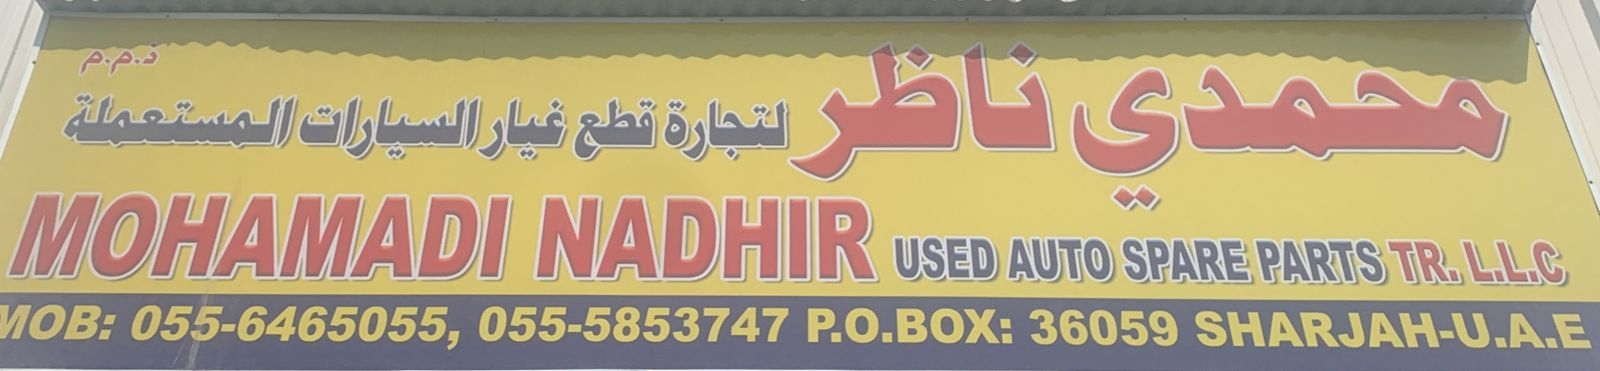 محمدي ناظر لتجارة قطع غيار السيارات المستعملة ذ.م.م
MOHAMADI NADHIR USED AUTO SPARE PARTS TR. L.L.C
MOB: 055-6465055, 055-5853747 P.O.BOX: 36059 SHARJAH-U.A.E